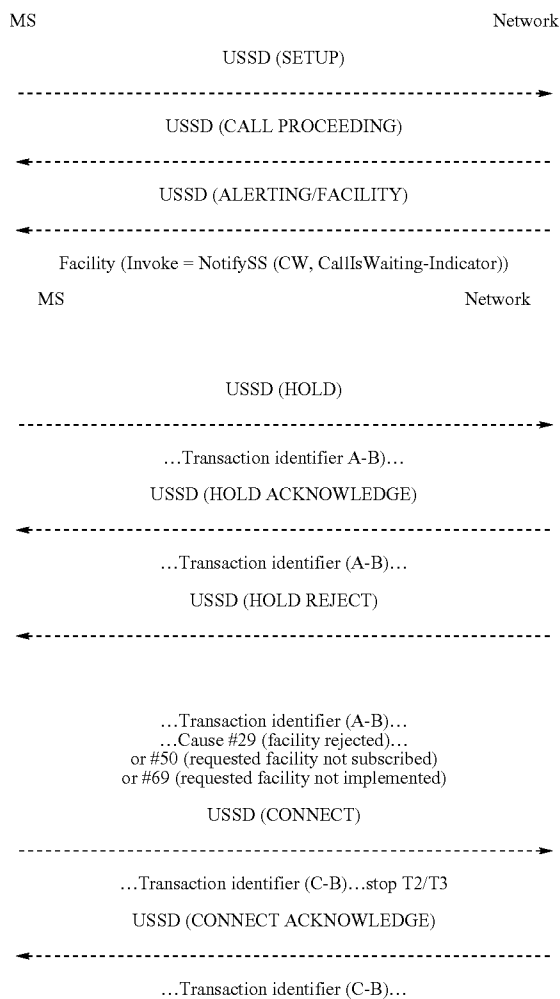 MS Network
USSD (SETUP)
USSD (CALL PROCEEDING)
USSD (ALERTING/FACILITY)
Facility (Invoke = NotifySS (CW, CallIsWaiting-Indicator))
MS Network
USSD (HOLD)
…Transaction identifier A-B)…
USSD (HOLD ACKNOWLEDGE)
…Transaction identifier (A-B)…
USSD (HOLD REJECT)
…Transaction identifier (A-B)…
…Cause #29 (facility rejected)…
or #50 (requested facility not subscribed)
or #69 (requested facility not implemented)
USSD (CONNECT)
…Transaction identifier (C-B)…stop T2/T3
USSD (CONNECT ACKNOWLEDGE)
…Transaction identifier (C-B)…